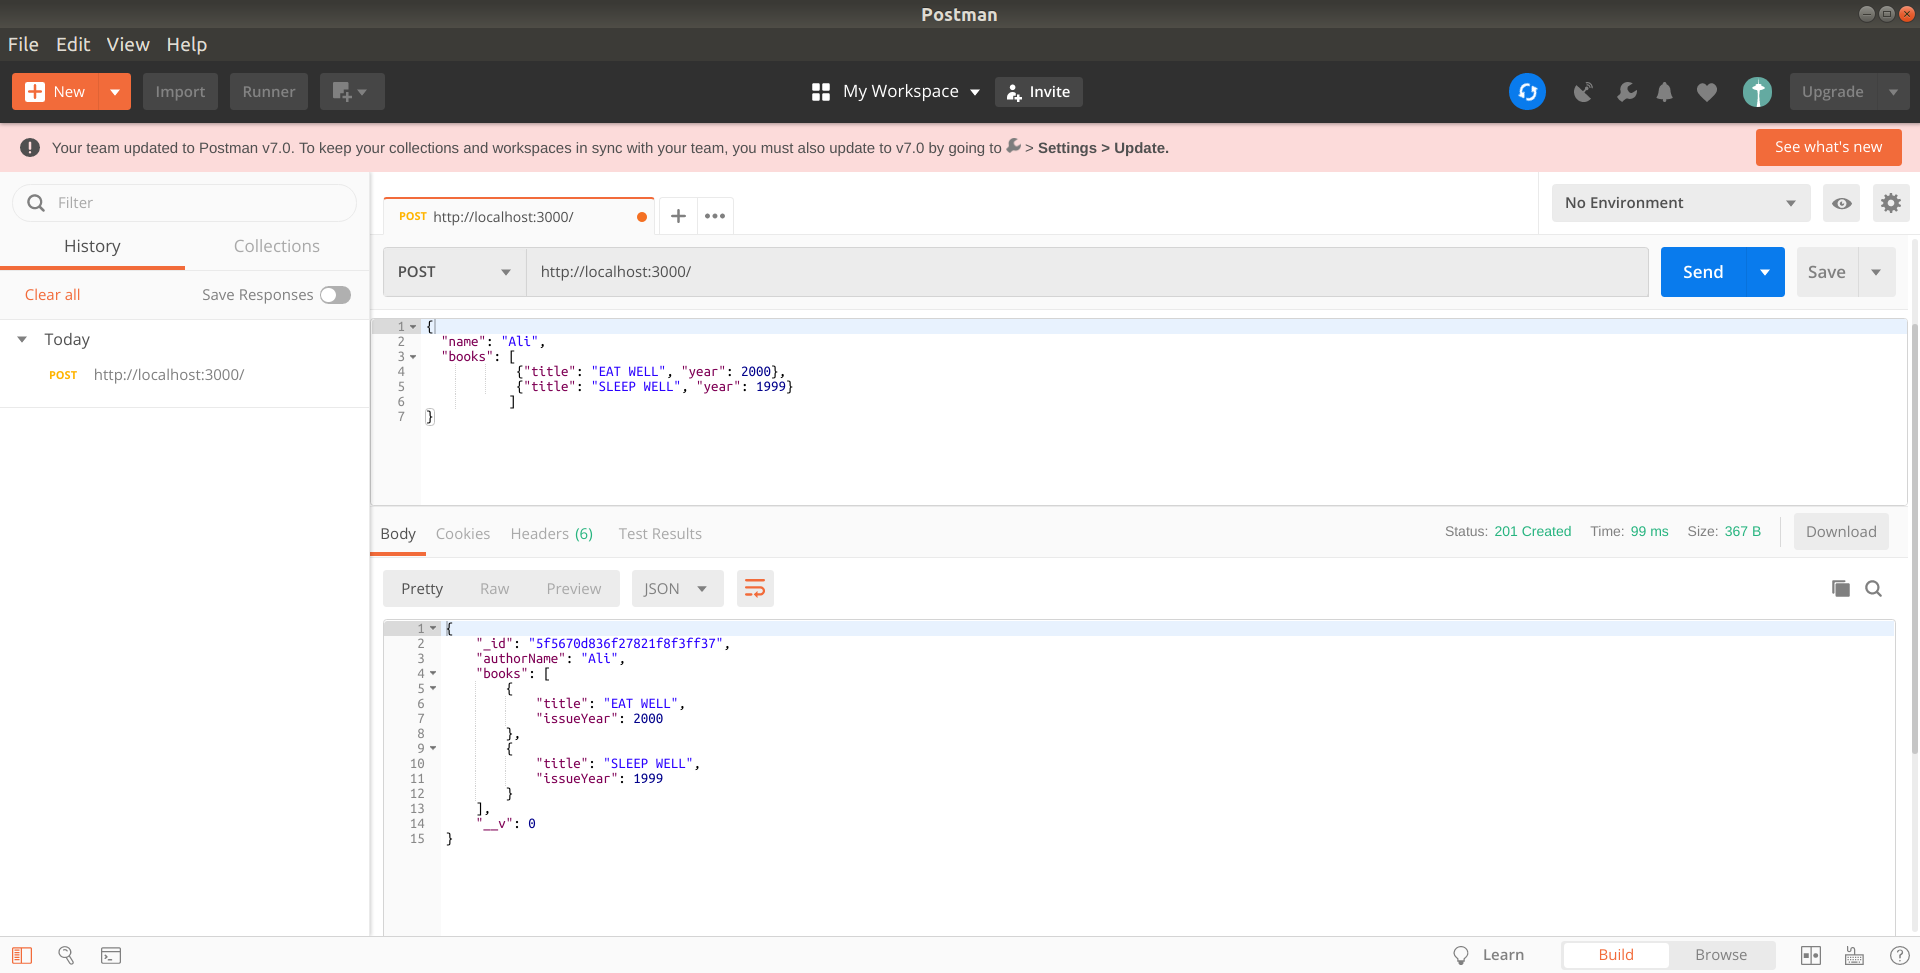 Postman
File Edit View Help
New Import Runner My Workspace Invite Upgrade
Your team updated to Postman v7.0. To keep your collections and workspaces in sync with your team, you must also update to v7.0 by going to > Settings > Update.
See what's new
Filter
History Collections
Clear all Save Responses
Today
POST http://localhost:3000/
POST http://localhost:3000/
No Environment
POST http://localhost:3000/ Send Save
1 {
2 "name": "Ali",
3 "books": [
4 {"title": "EAT WELL", "year": 2000},
5 {"title": "SLEEP WELL", "year": 1999}
6 ]
7 }
Body Cookies Headers (6) Test Results Status: 201 Created Time: 99 ms Size: 367 B Download
Pretty Raw Preview JSON
1 {
2 "_id": "5f5670d836f27821f8f3ff37",
3 "authorName": "Ali",
4 "books": [
5 {
6 "title": "EAT WELL",
7 "issueYear": 2000
8 },
9 {
10 "title": "SLEEP WELL",
11 "issueYear": 1999
12 }
13 ],
14 "__v": 0
15 }
Learn Build Browse